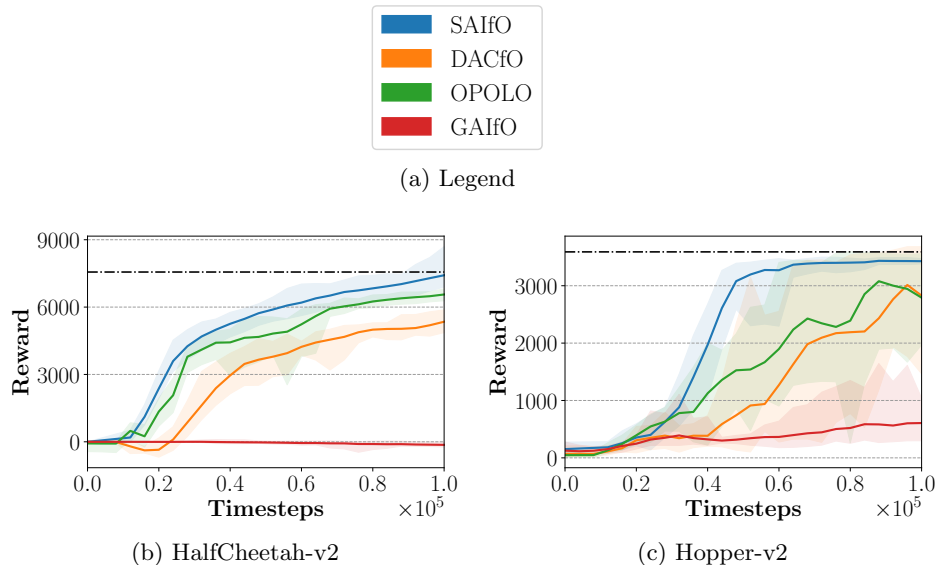 SAIfO
DACfO
OPOLO
GAIfO
(a) Legend
9000
6000
3000
0
Reward
0.0 0.2 0.4 0.6 0.8 1.0
Timesteps ×10^5
(b) HalfCheetah-v2
3000
2000
1000
0
Reward
0.0 0.2 0.4 0.6 0.8 1.0
Timesteps ×10^5
(c) Hopper-v2